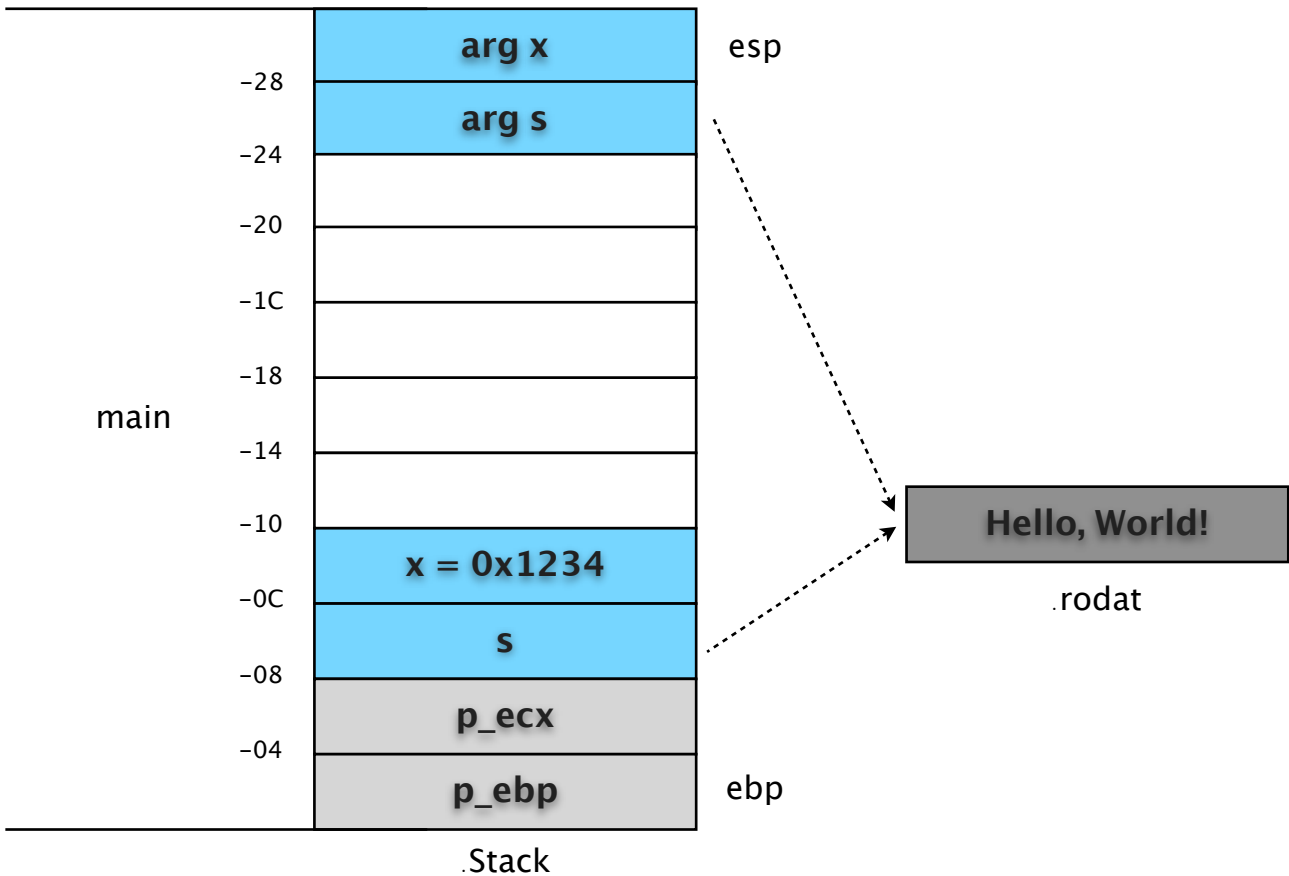 arg x
esp
-28
arg s
-24
-20
-1C
-18
main
-14
-10
Hello, World!
x = 0x1234
-0C
.rodat
s
-08
p_ecx
-04
p_ebp
ebp
.Stack